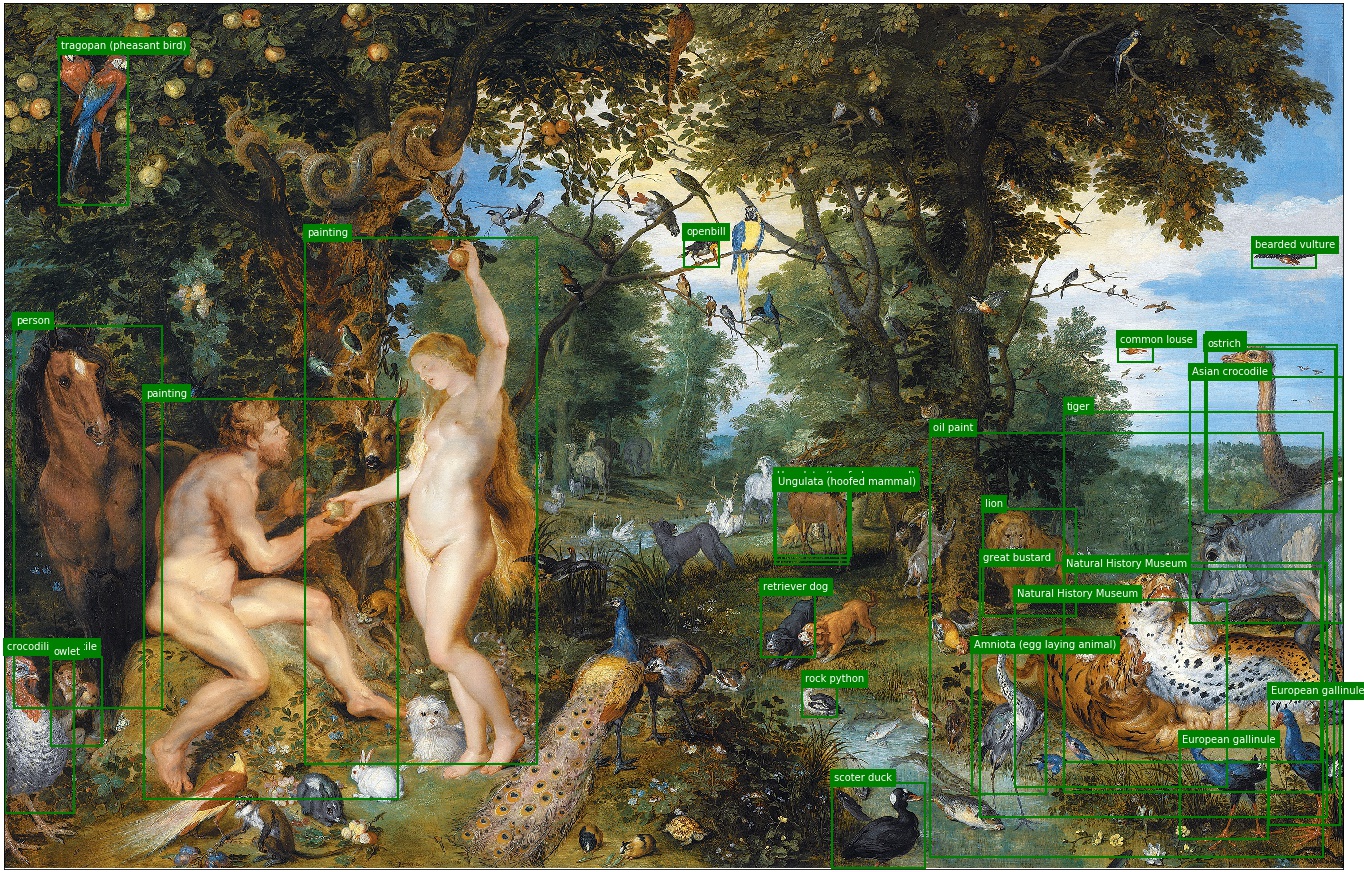 tragopan (pheasant bird)
painting
openbill
bearded vulture
person
common louse
ostrich
Asian crocodile
painting
tiger
oil paint
Ungulata (hoofed mammal)
lion
great bustard
Natural History Museum
retriever dog
Natural History Museum
crocodili
ile
owlet
Amniota (egg laying animal)
rock python
European gallinule
European gallinule
scoter duck